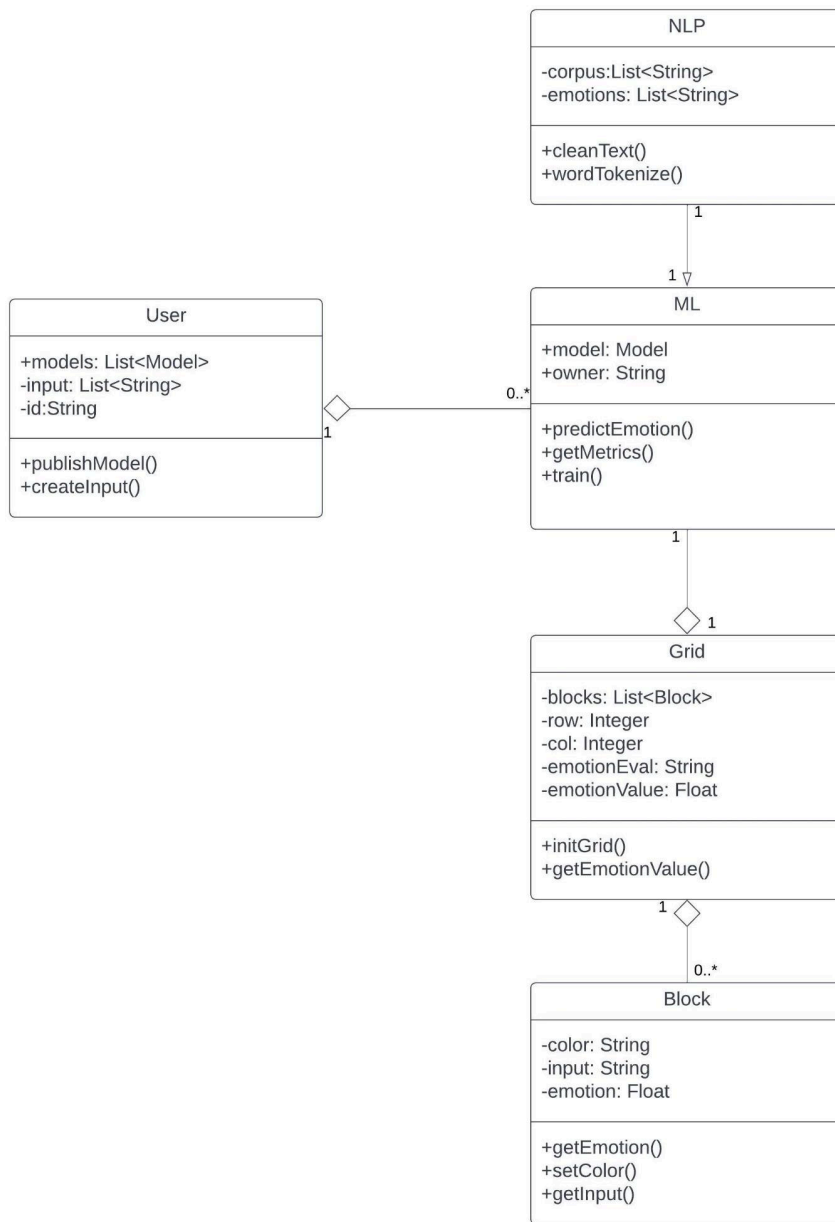 NLP
-corpus:List<String>
-emotions: List<String>
+cleanText()
+wordTokenize()
1
1
ML
+model: Model
+owner: String
+predictEmotion()
+getMetrics()
+train()
User
+models: List<Model>
-input: List<String>
-id:String
+publishModel()
+createInput()
1
0..*
1
1
Grid
-blocks: List<Block>
-row: Integer
-col: Integer
-emotionEval: String
-emotionValue: Float
+initGrid()
+getEmotionValue()
1
0..*
Block
-color: String
-input: String
-emotion: Float
+getEmotion()
+setColor()
+getInput()